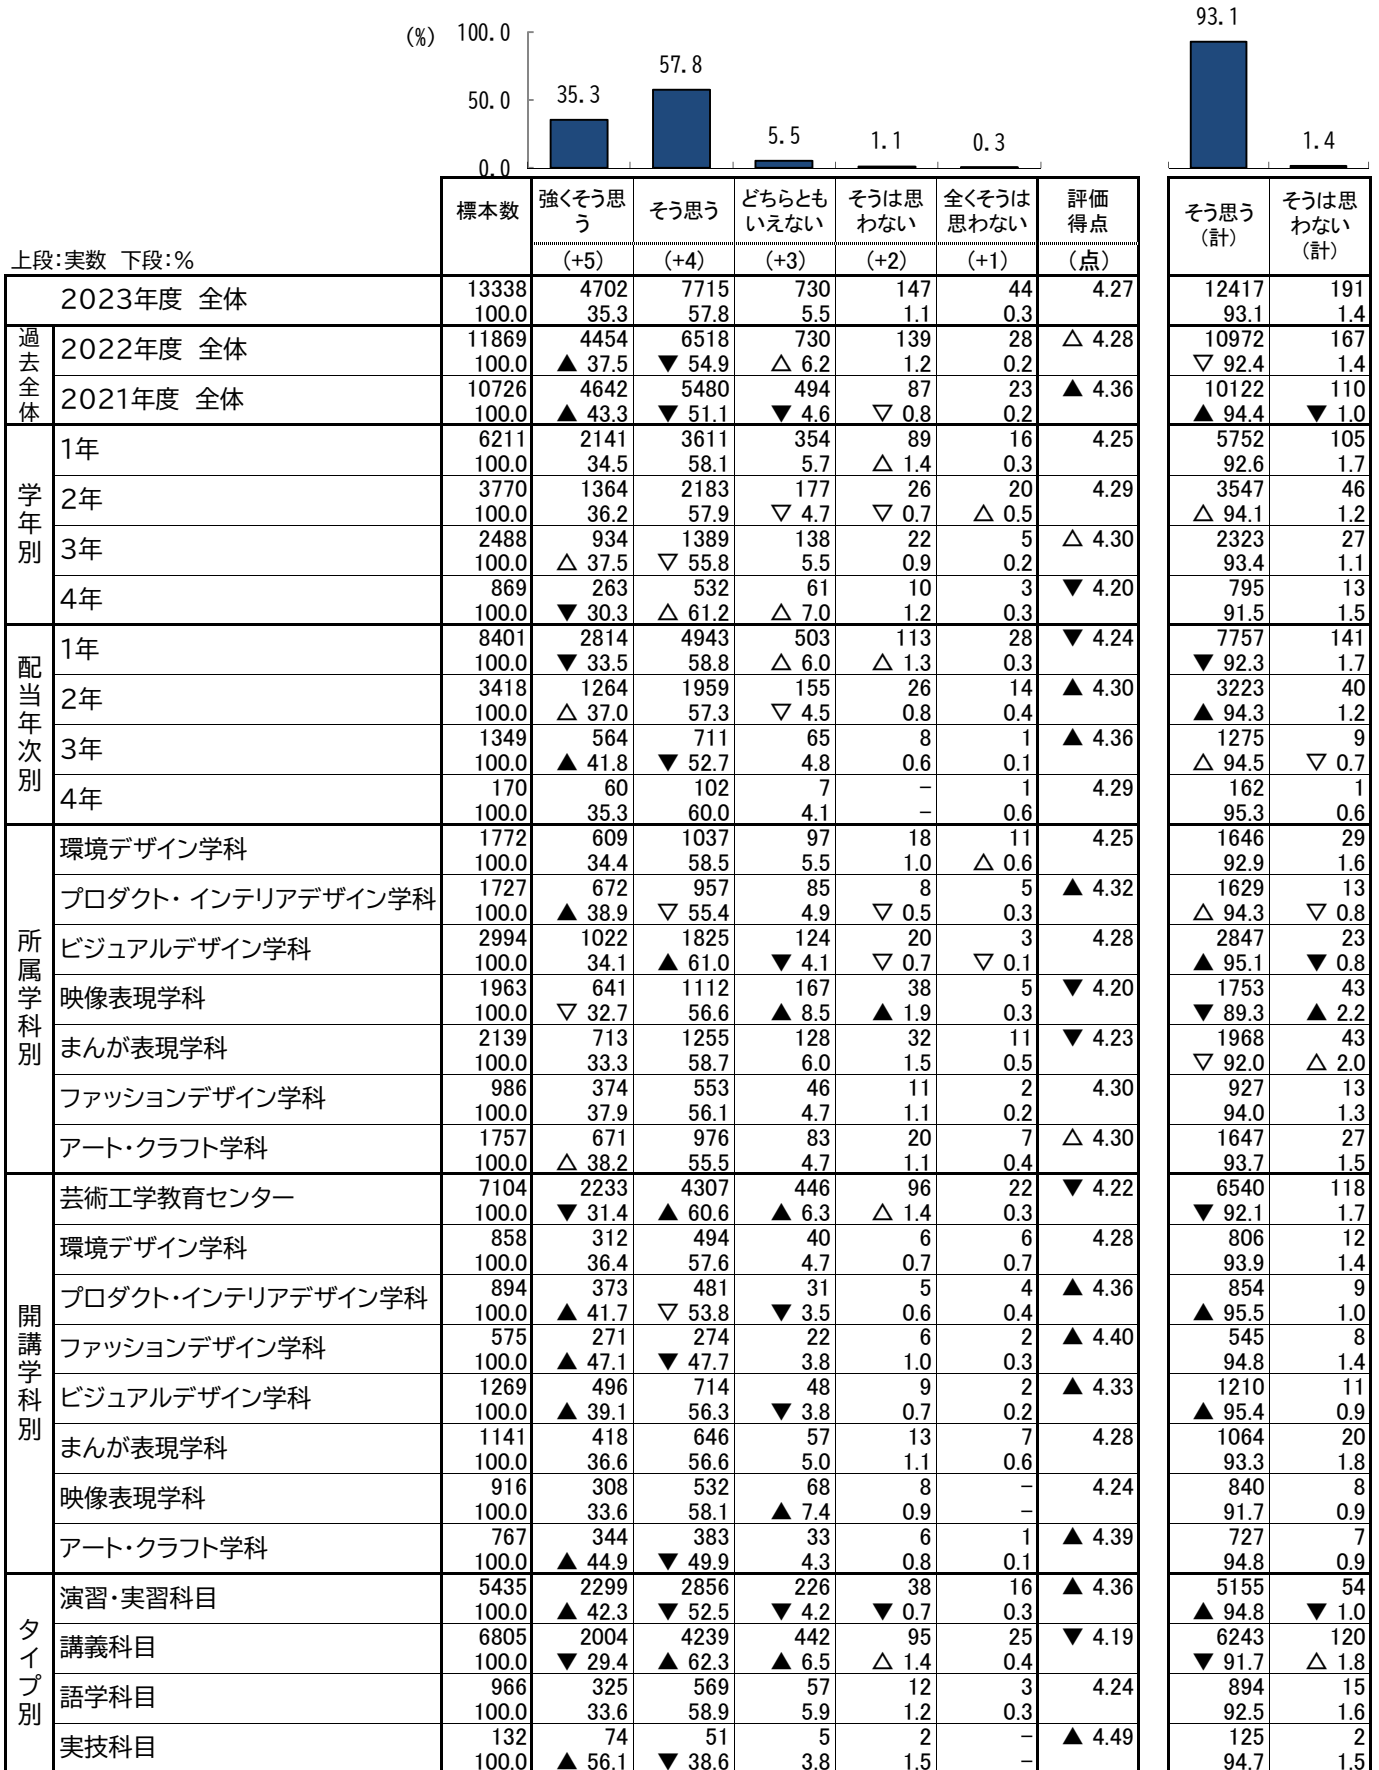 93.1
(%) 100.0
57.8
50.0 35.3
5.5 1.1 0.3 1.4
0.0
標本数 強くそう思う そう思う どちらともいえない そうは思わない 全くそうは思わない 評価得点 そう思う(計) そうは思わない(計)
上段:実数 下段:% (+5) (+4) (+3) (+2) (+1) (点)
2023年度 全体 13338 4702 7715 730 147 44 4.27 12417 191
100.0 35.3 57.8 5.5 1.1 0.3 93.1 1.4
過去全体
2022年度 全体 11869 4454 6518 730 139 28 △ 4.28 10972 167
100.0 ▲ 37.5 ▼ 54.9 △ 6.2 1.2 0.2 ▽ 92.4 1.4
2021年度 全体 10726 4642 5480 494 87 23 ▲ 4.36 10122 110
100.0 ▲ 43.3 ▼ 51.1 ▼ 4.6 ▽ 0.8 0.2 ▲ 94.4 ▼ 1.0
学年別
1年 6211 2141 3611 354 89 16 4.25 5752 105
100.0 34.5 58.1 5.7 △ 1.4 0.3 92.6 1.7
2年 3770 1364 2183 177 26 20 4.29 3547 46
100.0 36.2 57.9 ▽ 4.7 ▽ 0.7 △ 0.5 △ 94.1 1.2
3年 2488 934 1389 138 22 5 △ 4.30 2323 27
100.0 △ 37.5 ▽ 55.8 5.5 0.9 0.2 93.4 1.1
4年 869 263 532 61 10 3 ▼ 4.20 795 13
100.0 ▼ 30.3 △ 61.2 △ 7.0 1.2 0.3 91.5 1.5
配当年次別
1年 8401 2814 4943 503 113 28 ▼ 4.24 7757 141
100.0 ▼ 33.5 58.8 △ 6.0 △ 1.3 0.3 ▼ 92.3 1.7
2年 3418 1264 1959 155 26 14 ▲ 4.30 3223 40
100.0 △ 37.0 57.3 ▽ 4.5 0.8 0.4 ▲ 94.3 1.2
3年 1349 564 711 65 8 1 ▲ 4.36 1275 9
100.0 ▲ 41.8 ▼ 52.7 4.8 0.6 0.1 △ 94.5 ▽ 0.7
4年 170 60 102 7 - 1 4.29 162 1
100.0 35.3 60.0 4.1 - 0.6 95.3 0.6
所属学科別
環境デザイン学科 1772 609 1037 97 18 11 4.25 1646 29
100.0 34.4 58.5 5.5 1.0 △ 0.6 92.9 1.6
プロダクト・ インテリアデザイン学科 1727 672 957 85 8 5 ▲ 4.32 1629 13
100.0 ▲ 38.9 ▽ 55.4 4.9 ▽ 0.5 0.3 △ 94.3 ▽ 0.8
ビジュアルデザイン学科 2994 1022 1825 124 20 3 4.28 2847 23
100.0 34.1 ▲ 61.0 ▼ 4.1 ▽ 0.7 ▽ 0.1 ▲ 95.1 ▼ 0.8
映像表現学科 1963 641 1112 167 38 5 ▼ 4.20 1753 43
100.0 ▽ 32.7 56.6 ▲ 8.5 ▲ 1.9 0.3 ▼ 89.3 ▲ 2.2
まんが表現学科 2139 713 1255 128 32 11 ▼ 4.23 1968 43
100.0 33.3 58.7 6.0 1.5 0.5 ▽ 92.0 △ 2.0
ファッションデザイン学科 986 374 553 46 11 2 4.30 927 13
100.0 37.9 56.1 4.7 1.1 0.2 94.0 1.3
アート・クラフト学科 1757 671 976 83 20 7 △ 4.30 1647 27
100.0 △ 38.2 55.5 4.7 1.1 0.4 93.7 1.5
開講学科別
芸術工学教育センター 7104 2233 4307 446 96 22 ▼ 4.22 6540 118
100.0 ▼ 31.4 ▲ 60.6 ▲ 6.3 △ 1.4 0.3 ▼ 92.1 1.7
環境デザイン学科 858 312 494 40 6 6 4.28 806 12
100.0 36.4 57.6 4.7 0.7 0.7 93.9 1.4
プロダクト・インテリアデザイン学科 894 373 481 31 5 4 ▲ 4.36 854 9
100.0 ▲ 41.7 ▽ 53.8 ▼ 3.5 0.6 0.4 ▲ 95.5 1.0
ファッションデザイン学科 575 271 274 22 6 2 ▲ 4.40 545 8
100.0 ▲ 47.1 ▼ 47.7 3.8 1.0 0.3 94.8 1.4
ビジュアルデザイン学科 1269 496 714 48 9 2 ▲ 4.33 1210 11
100.0 ▲ 39.1 56.3 ▼ 3.8 0.7 0.2 ▲ 95.4 0.9
まんが表現学科 1141 418 646 57 13 7 4.28 1064 20
100.0 36.6 56.6 5.0 1.1 0.6 93.3 1.8
映像表現学科 916 308 532 68 8 - 4.24 840 8
100.0 33.6 58.1 ▲ 7.4 0.9 - 91.7 0.9
アート・クラフト学科 767 344 383 33 6 1 ▲ 4.39 727 7
100.0 ▲ 44.9 ▼ 49.9 4.3 0.8 0.1 94.8 0.9
タイプ別
演習・実習科目 5435 2299 2856 226 38 16 ▲ 4.36 5155 54
100.0 ▲ 42.3 ▼ 52.5 ▼ 4.2 ▼ 0.7 0.3 ▲ 94.8 ▼ 1.0
講義科目 6805 2004 4239 442 95 25 ▼ 4.19 6243 120
100.0 ▼ 29.4 ▲ 62.3 ▲ 6.5 △ 1.4 0.4 ▼ 91.7 △ 1.8
語学科目 966 325 569 57 12 3 4.24 894 15
100.0 33.6 58.9 5.9 1.2 0.3 92.5 1.6
実技科目 132 74 51 5 2 - ▲ 4.49 125 2
100.0 ▲ 56.1 ▼ 38.6 3.8 1.5 - 94.7 1.5